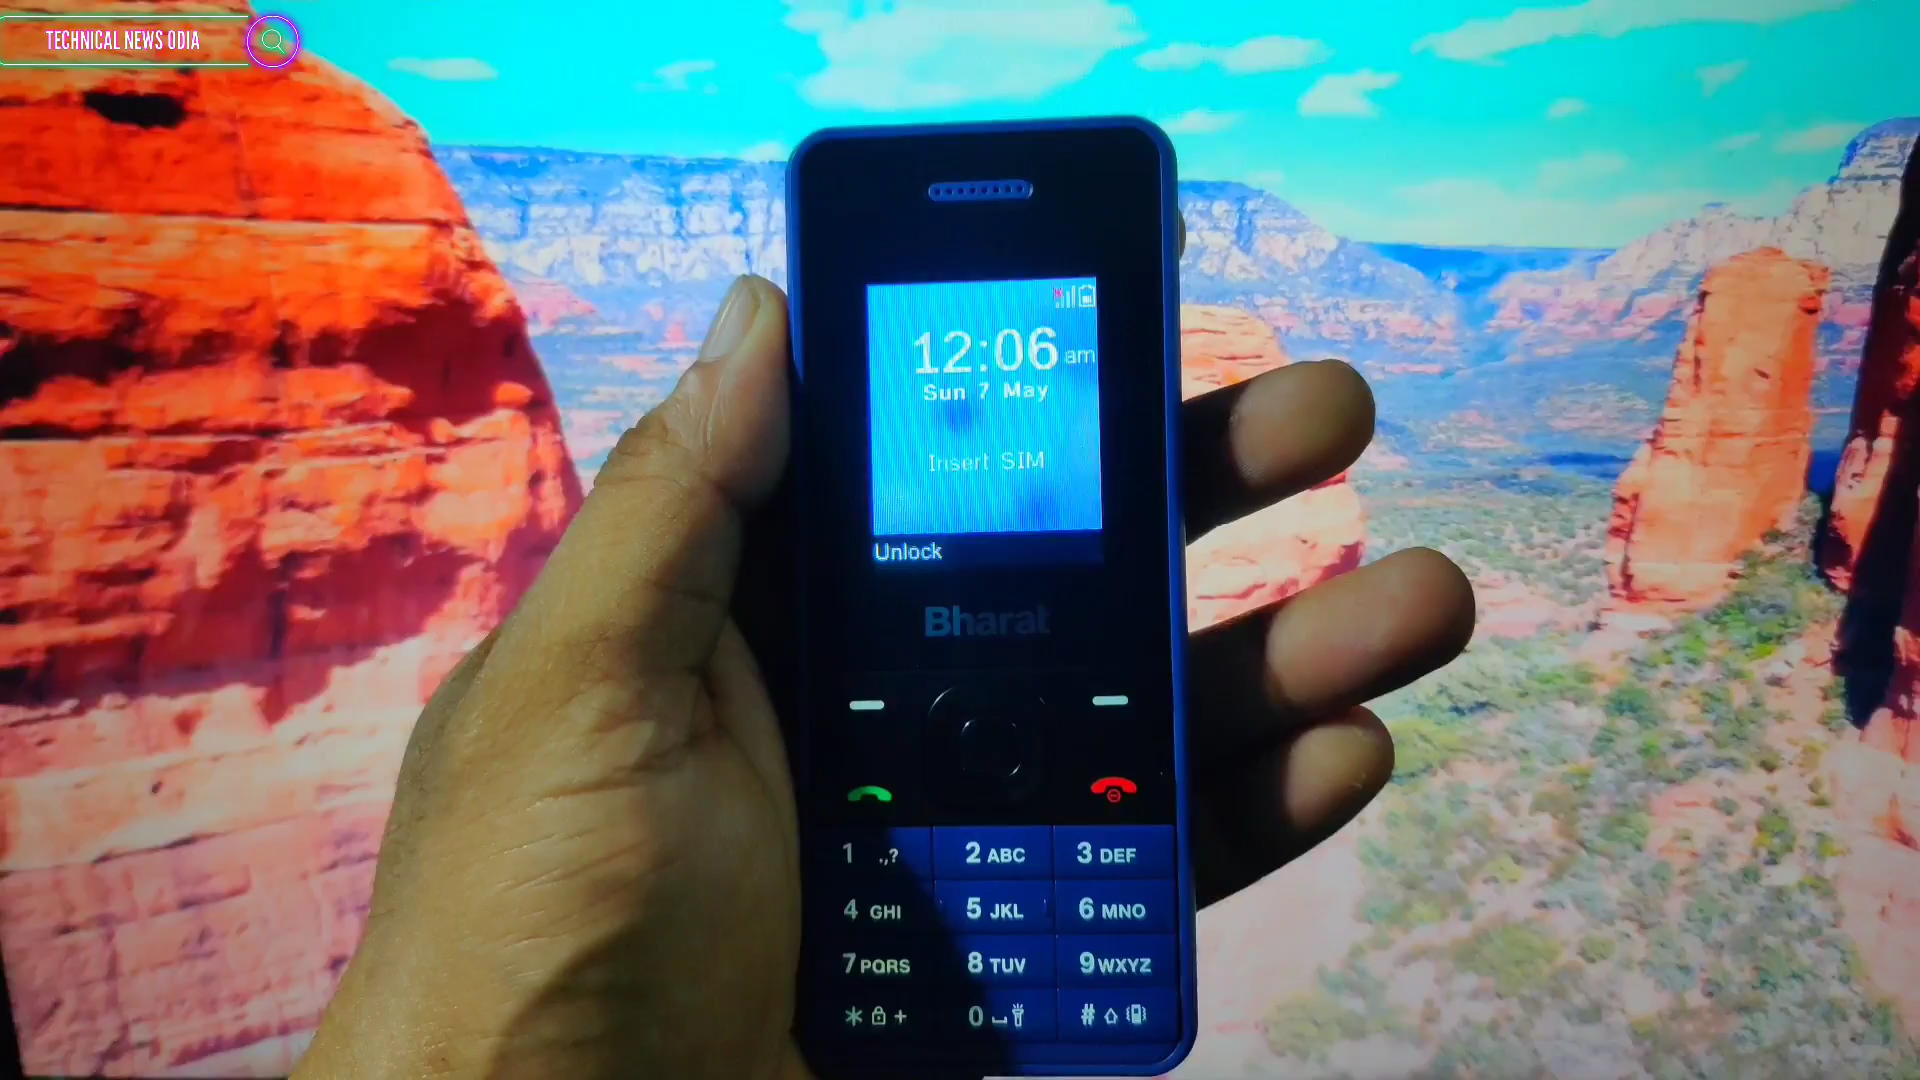 TECHNICAL NEWS ODIA
12:06 am
Sun 7 May
Insert SIM
Unlock
Bharat
1 .,?
2 ABC
3 DEF
4 GHI
5 JKL
6 MNO
7 PQRS
8 TUV
9 WXYZ
* +
0
#